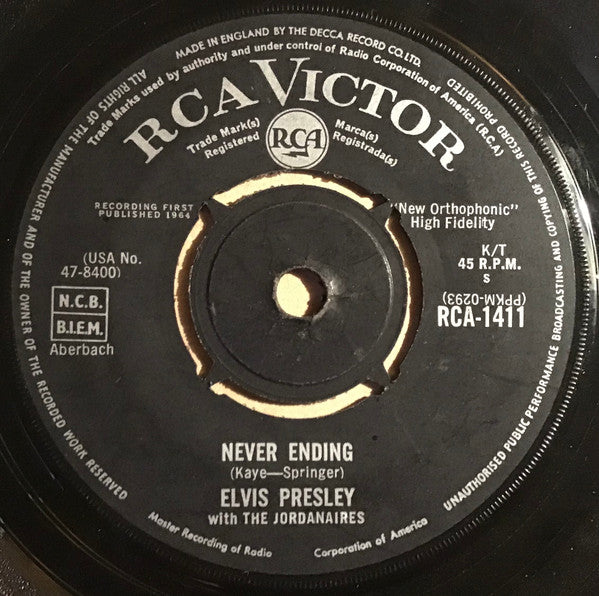 MADE IN ENGLAND BY THE DECCA RECORD CO. LTD.
Trade Marks used by authority and under control of Radio Corporation of America (R.C.A)
ALL RIGHTS OF THE MANUFACTURER AND OF THE OWNER OF THE RECORDED WORK RESERVED
UNAUTHORISED PUBLIC PERFORMANCE BROADCASTING AND COPYING OF THIS RECORD PROHIBITED
RCA VICTOR
Trade Mark(s)
Registered
RCA
Marca(s)
Registrada(s)
RECORDING FIRST
PUBLISHED 1964
"New Orthophonic"
High Fidelity
(USA No.
47-8400)
K/T
45 R.P.M.
S
N.C.B.
B.I.E.M.
Aberbach
(PPKM-0293)
RCA-1411
NEVER ENDING
(Kaye—Springer)
ELVIS PRESLEY
with THE JORDANAIRES
Master Recording of Radio Corporation of America